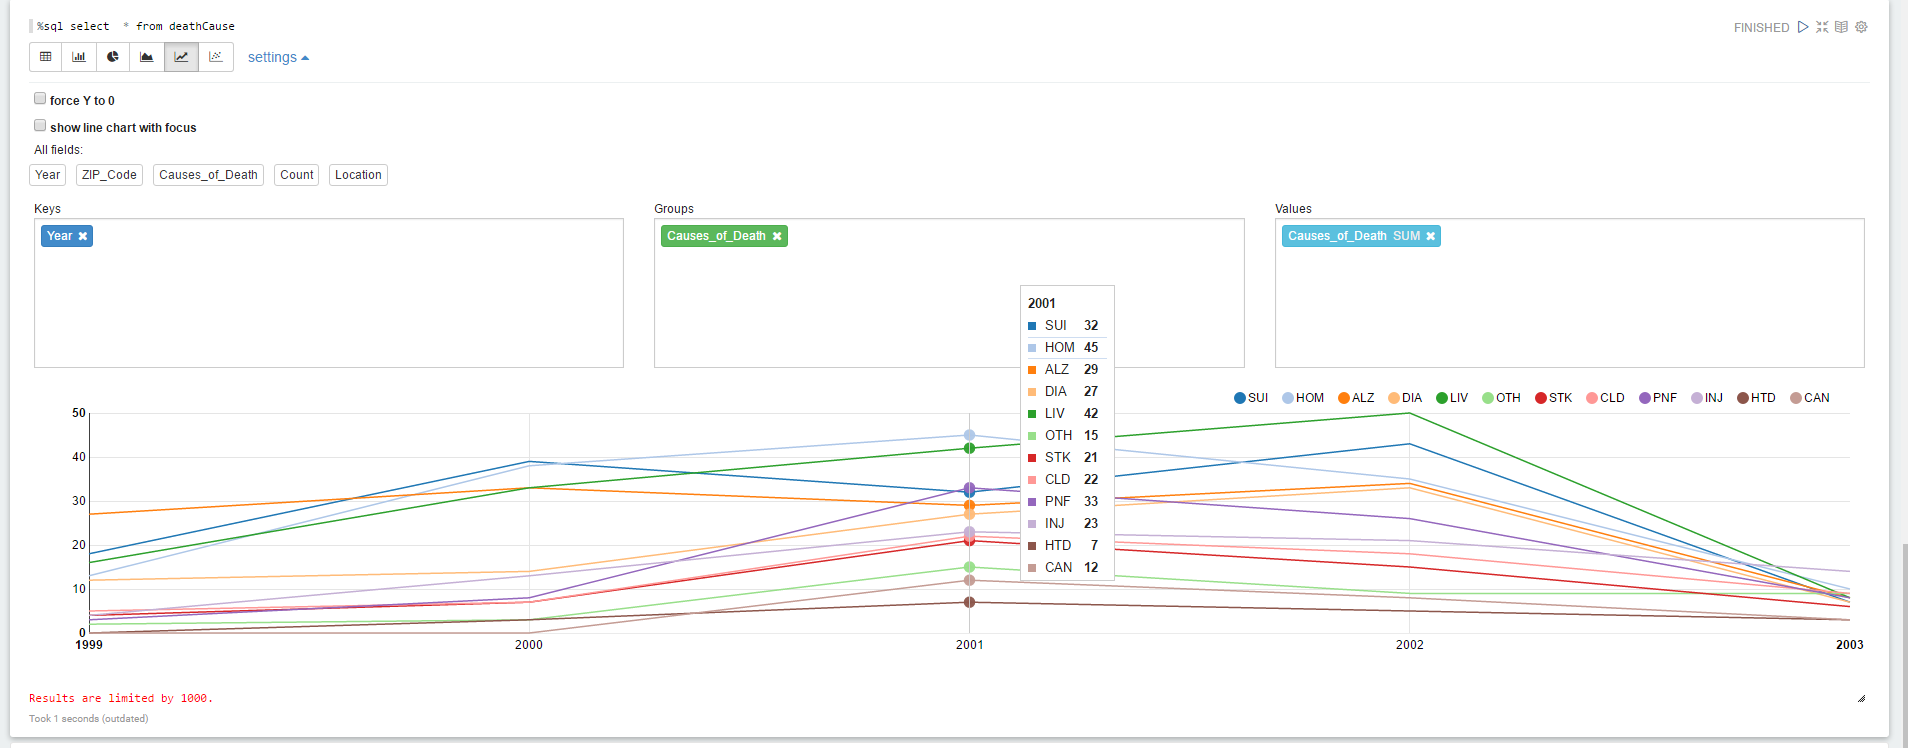 %sql select * from deathCause
FINISHED
settings
force Y to 0
show line chart with focus
All fields:
Year ZIP_Code Causes_of_Death Count Location
Keys Groups Values
Year Causes_of_Death Causes_of_Death SUM
2001
SUI 32
HOM 45
ALZ 29
DIA 27
LIV 42
OTH 15
STK 21
CLD 22
PNF 33
INJ 23
HTD 7
CAN 12
SUI HOM ALZ DIA LIV OTH STK CLD PNF INJ HTD CAN
50
40
30
20
10
0
1999 2000 2001 2002 2003
Results are limited by 1000.
Took 1 seconds (outdated)